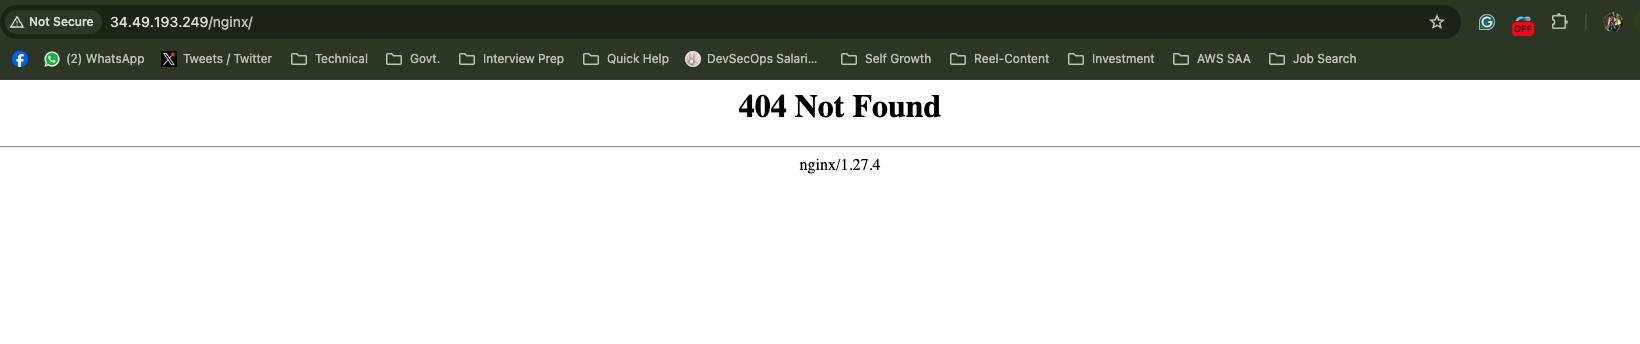 Not Secure 34.49.193.249/nginx/
OFF
(2) WhatsApp Tweets / Twitter Technical Govt. Interview Prep Quick Help DevSecOps Salari... Self Growth Reel-Content Investment AWS SAA Job Search
404 Not Found
nginx/1.27.4